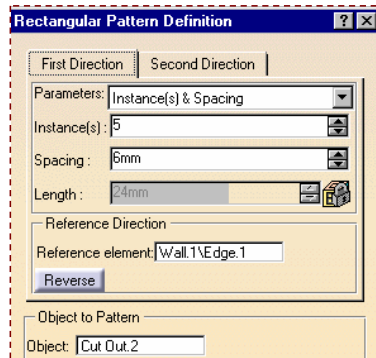 Rectangular Pattern Definition ? X
First Direction Second Direction
Parameters: Instance(s) & Spacing
Instance(s) : 5
Spacing : 6mm
Length : 24mm
Reference Direction
Reference element: Wall.1\Edge.1
Reverse
Object to Pattern
Object: Cut Out.2